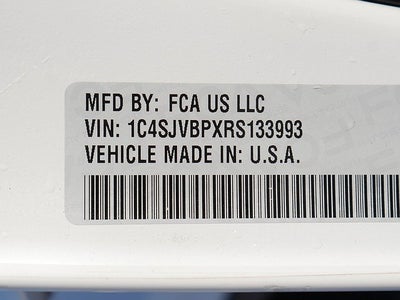 MFD BY: FCA US LLC
VIN: 1C4SJVBPXRS133993
VEHICLE MADE IN: U.S.A.